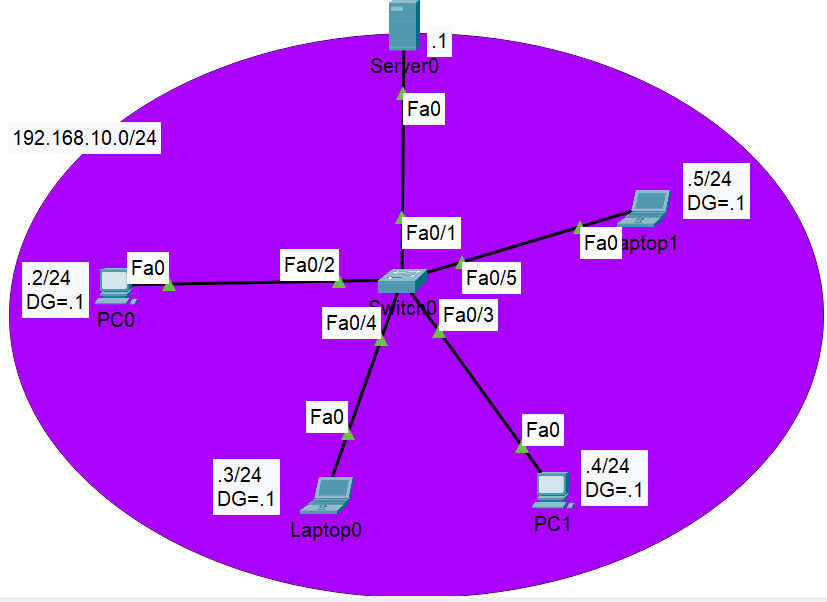 .1
Server0
Fa0
192.168.10.0/24
.5/24
DG=.1
Fa0/1
Fa0
aptop1
Fa0
Fa0/2
.2/24
DG=.1
Fa0/5
PC0
Switch0
Fa0/4
Fa0/3
Fa0
Fa0
.3/24
DG=.1
.4/24
DG=.1
Laptop0
PC1